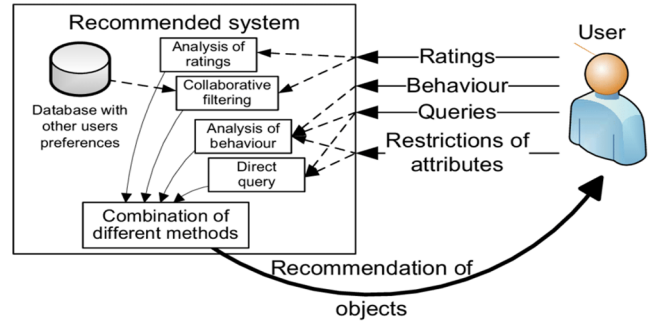 Recommended system
User
Analysis of
ratings
Ratings
Collaborative
filtering
Behaviour
Database with
other users
preferences
Queries
Analysis of
behaviour
Restrictions of
attributes
Direct
query
Combination of
different methods
Recommendation of
objects